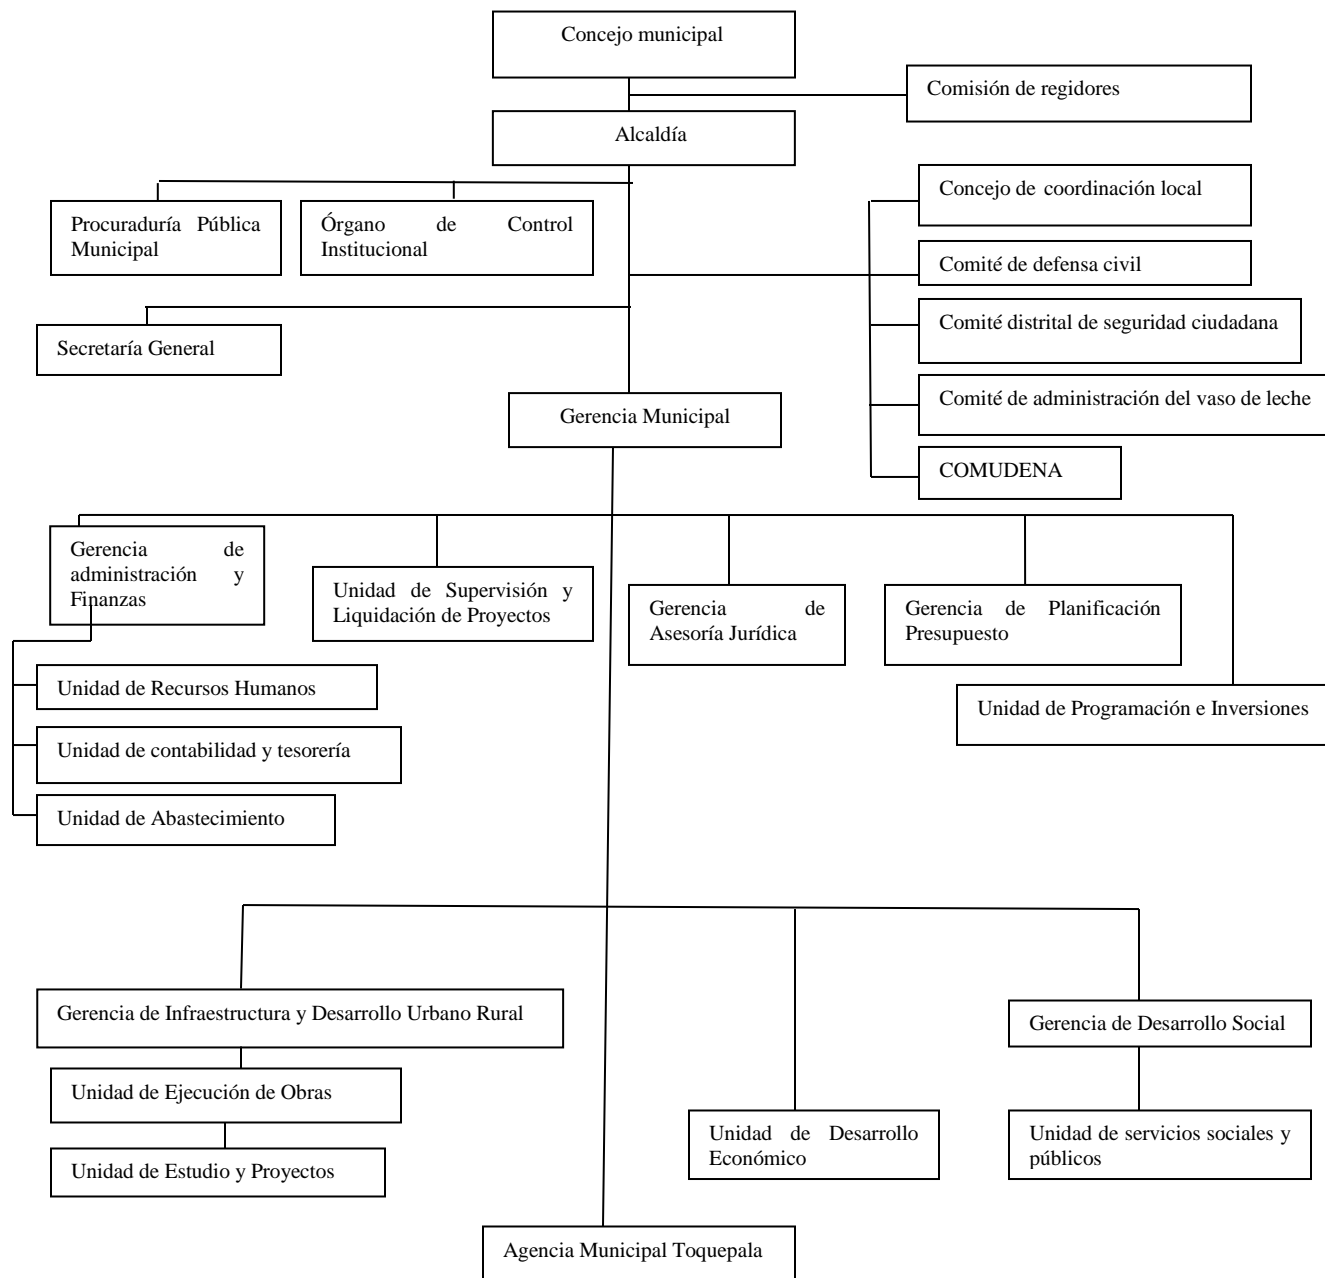 Concejo municipal
Comisión de regidores
Alcaldía
Concejo de coordinación local
Procuraduría Pública
Municipal
Órgano de Control
Institucional
Comité de defensa civil
Secretaría General
Comité distrital de seguridad ciudadana
Gerencia Municipal
Comité de administración del vaso de leche
COMUDENA
Gerencia de
administración y
Finanzas
Unidad de Supervisión y
Liquidación de Proyectos
Gerencia de
Asesoría Jurídica
Gerencia de Planificación
Presupuesto
Unidad de Recursos Humanos
Unidad de Programación e Inversiones
Unidad de contabilidad y tesorería
Unidad de Abastecimiento
Gerencia de Infraestructura y Desarrollo Urbano Rural
Gerencia de Desarrollo Social
Unidad de Ejecución de Obras
Unidad de Desarrollo
Económico
Unidad de servicios sociales y
públicos
Unidad de Estudio y Proyectos
Agencia Municipal Toquepala